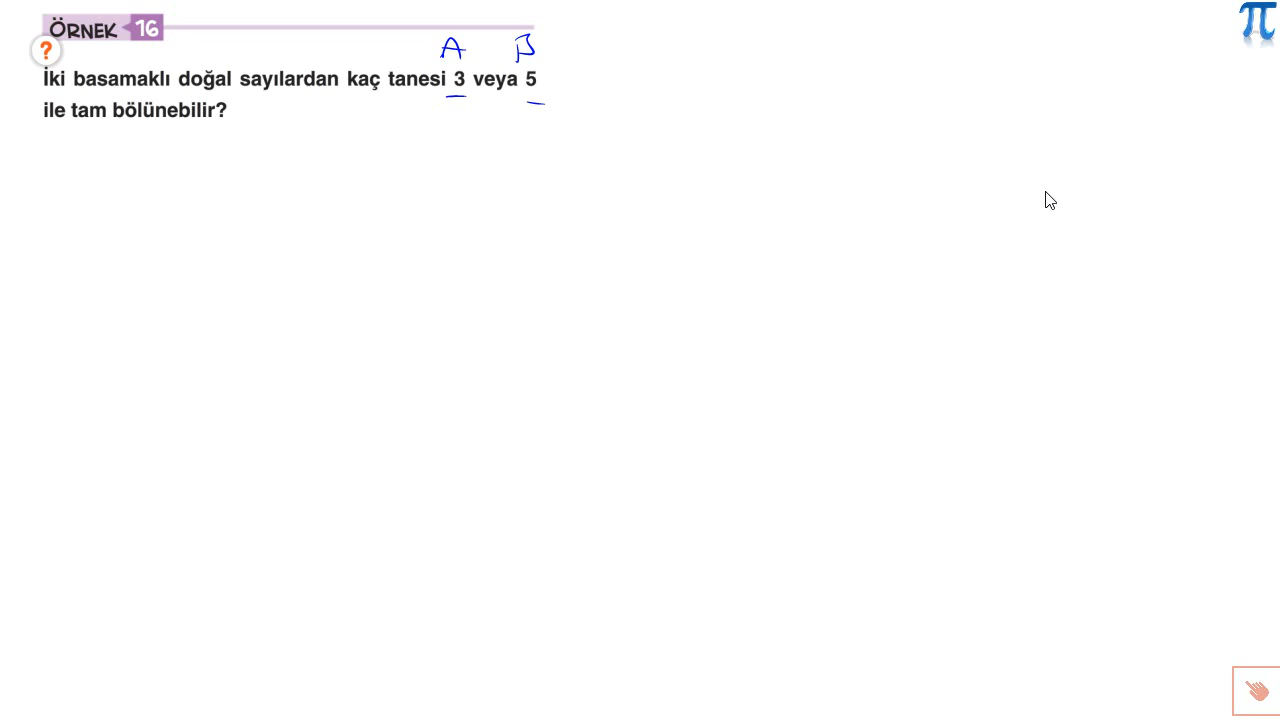 ÖRNEK 16
?
A B
İki basamaklı doğal sayılardan kaç tanesi 3 veya 5
ile tam bölünebilir?
π